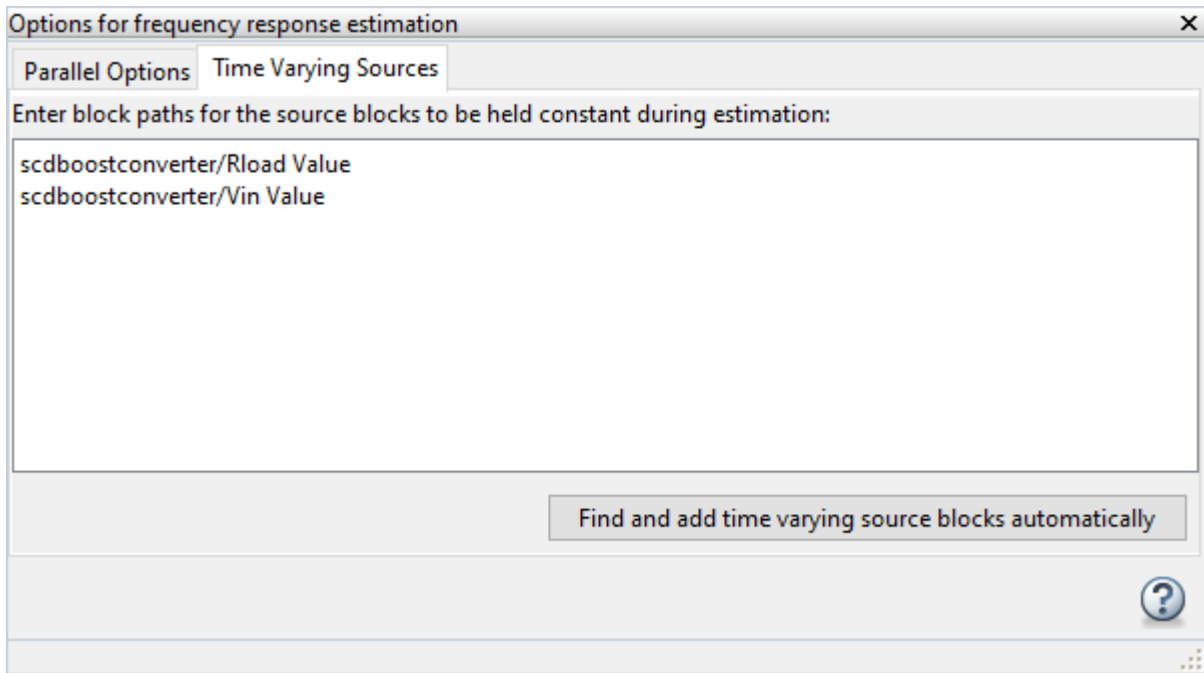 Options for frequency response estimation
Parallel Options Time Varying Sources
Enter block paths for the source blocks to be held constant during estimation:
scdboostconverter/Rload Value
scdboostconverter/Vin Value
Find and add time varying source blocks automatically
?